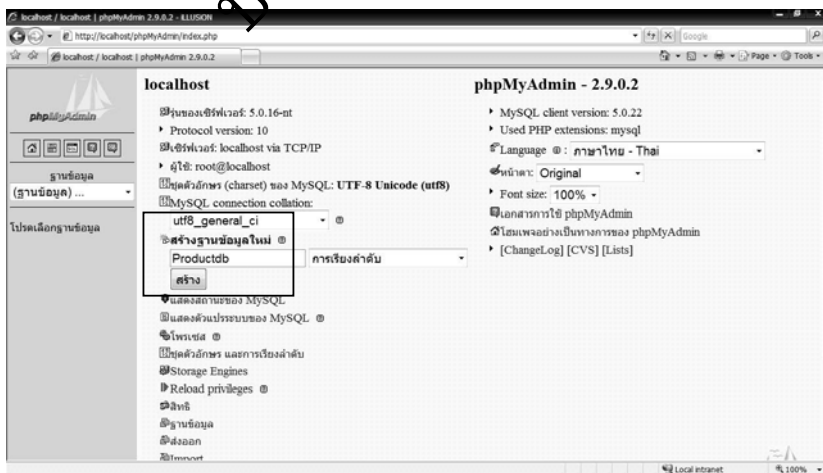 localhost / localhost | phpMyAdmin 2.9.0.2 - ILLUSION
http://localhost/phpMyAdmin/index.php
Google
localhost / localhost | phpMyAdmin 2.9.0.2
Page
Tools
phpMyAdmin
ฐานข้อมูล
(ฐานข้อมูล) ...
โปรดเลือกฐานข้อมูล
localhost
รุ่นของเซิร์ฟเวอร์: 5.0.16-nt
Protocol version: 10
เซิร์ฟเวอร์: localhost via TCP/IP
ผู้ใช้: root@localhost
ชุดตัวอักษร (charset) ของ MySQL: UTF-8 Unicode (utf8)
MySQL connection collation:
utf8_general_ci
สร้างฐานข้อมูลใหม่
Productdb การเรียงลำดับ
สร้าง
แสดงสถานะของ MySQL
แสดงตัวแปรระบบของ MySQL
โพรเซส
ชุดตัวอักษร และการเรียงลำดับ
Storage Engines
Reload privileges
สิทธิ
ฐานข้อมูล
ส่งออก
Import
phpMyAdmin - 2.9.0.2
MySQL client version: 5.0.22
Used PHP extensions: mysql
Language : ภาษาไทย - Thai
หน้าตา: Original
Font size: 100%
เอกสารการใช้ phpMyAdmin
โฮมเพจอย่างเป็นทางการของ phpMyAdmin
[ChangeLog] [CVS] [Lists]
Local intranet
100%